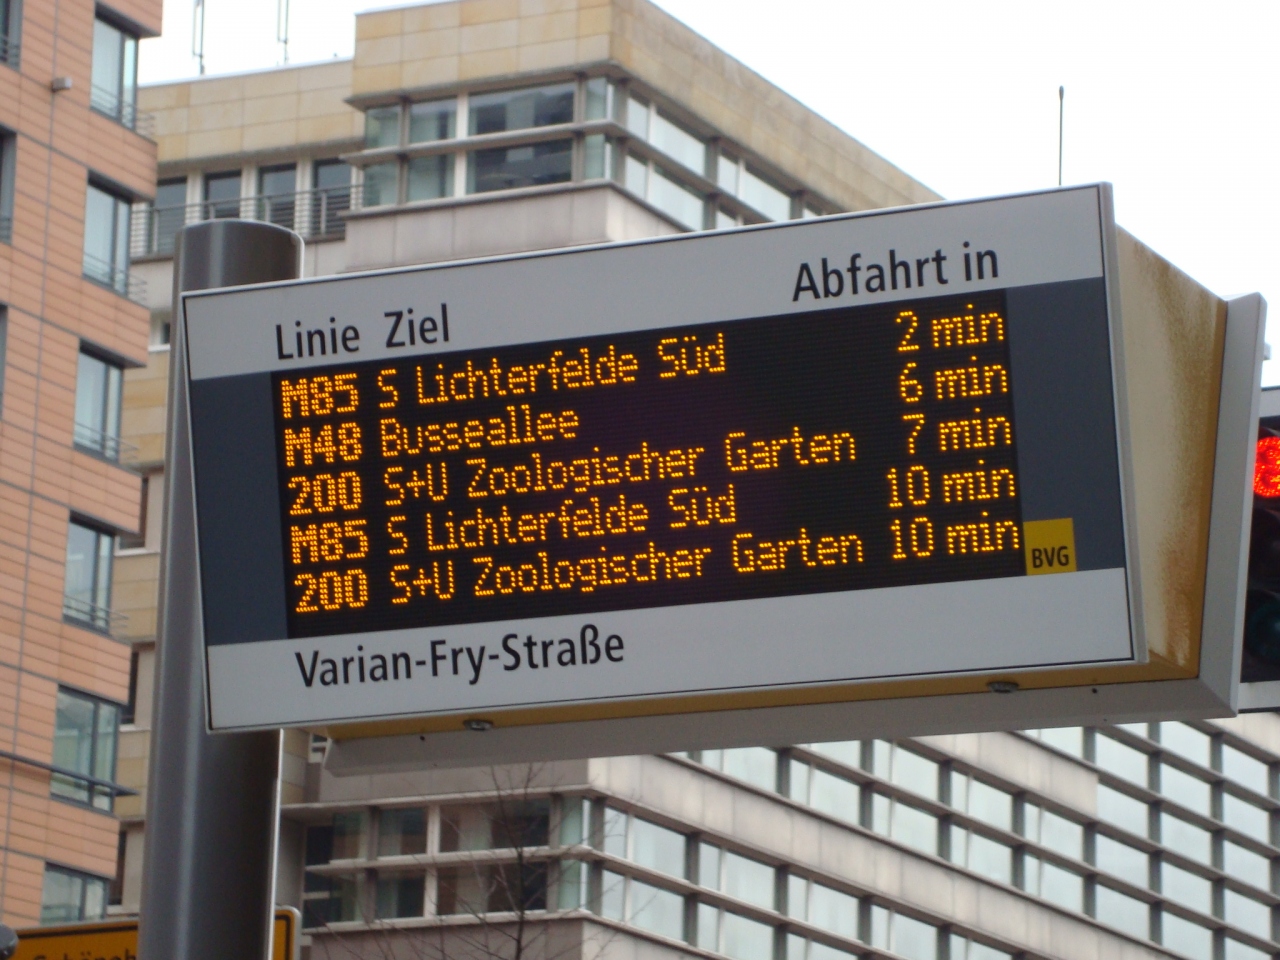 Linie Ziel Abfahrt in
M85 S Lichterfelde Süd 2 min
M48 Busseallee 6 min
200 S+U Zoologischer Garten 7 min
M85 S Lichterfelde Süd 10 min
200 S+U Zoologischer Garten 10 min
BVG
Varian-Fry-Straße